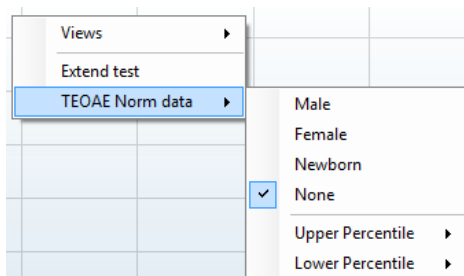 Views
Extend test
TEOAE Norm data
Male
Female
Newborn
None
Upper Percentile
Lower Percentile